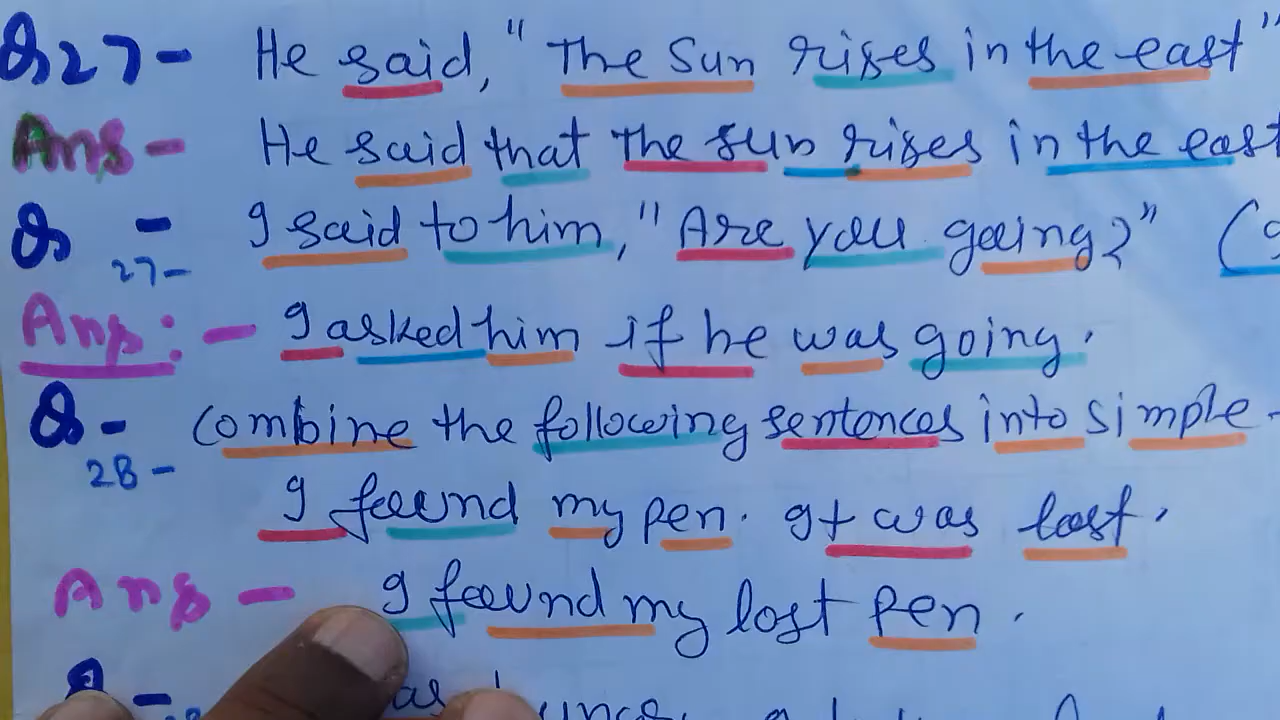 Q27- He said, "The Sun rises in the east"
Ans- He said that the sun rises in the east
Q27- I said to him, "Are you going?" (
Ans:- I asked him if he was going.
Q28- Combine the following sentences into simple-
I found my pen. It was lost.
Ans- I found my lost pen.